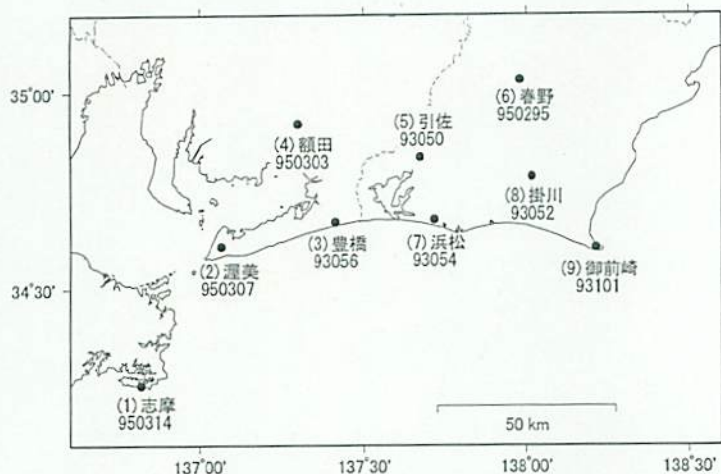 35°00'
34°30'
137°00'
137°30'
138°00'
138°30'
(1) 志摩
950314
(2) 渥美
950307
(3) 豊橋
93056
(4) 額田
950303
(5) 引佐
93050
(6) 春野
950295
(7) 浜松
93054
(8) 掛川
93052
(9) 御前崎
93101
50 km